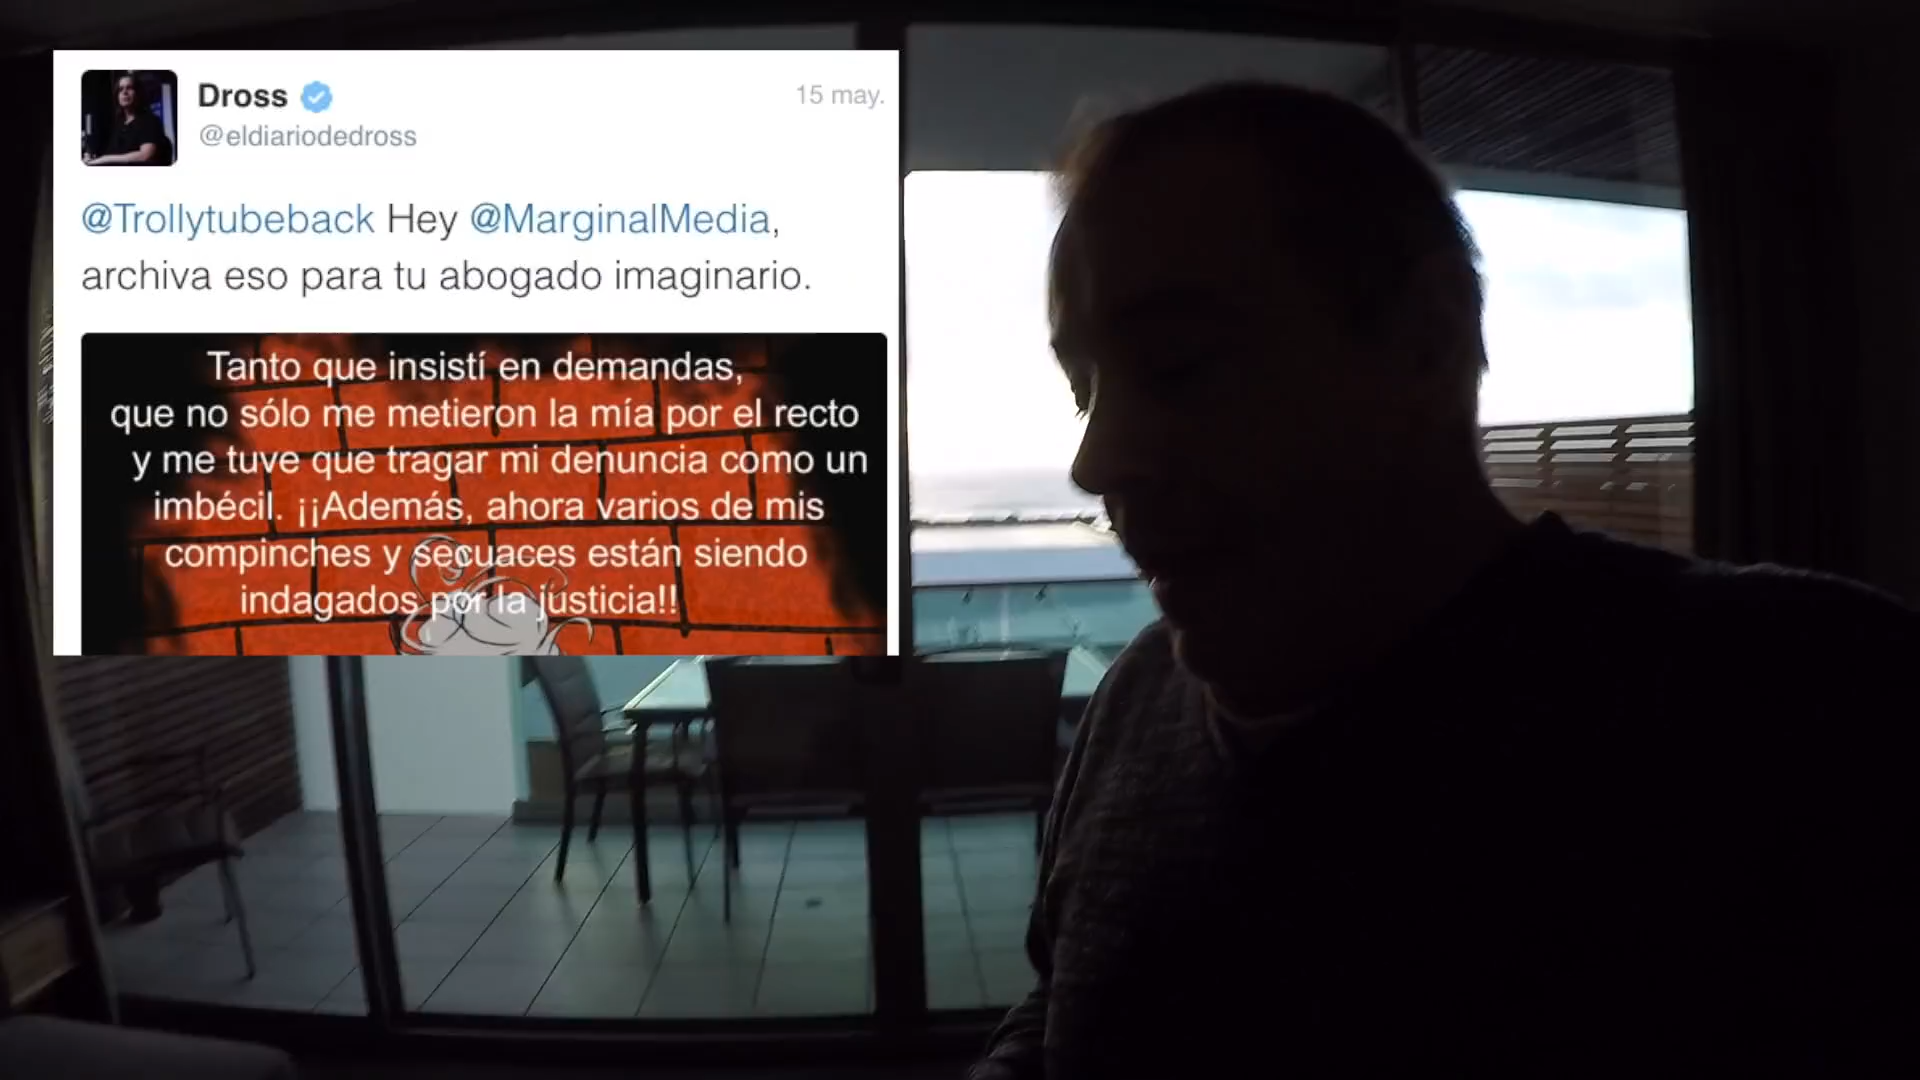 Dross
15 may.
@eldiariodedross
@Trollytubeback Hey @MarginalMedia,
archiva eso para tu abogado imaginario.
Tanto que insistí en demandas,
que no sólo me metieron la mía por el recto
y me tuve que tragar mi denuncia como un
imbécil. ¡¡Además, ahora varios de mis
compinches y secuaces están siendo
indagados por la justicia!!